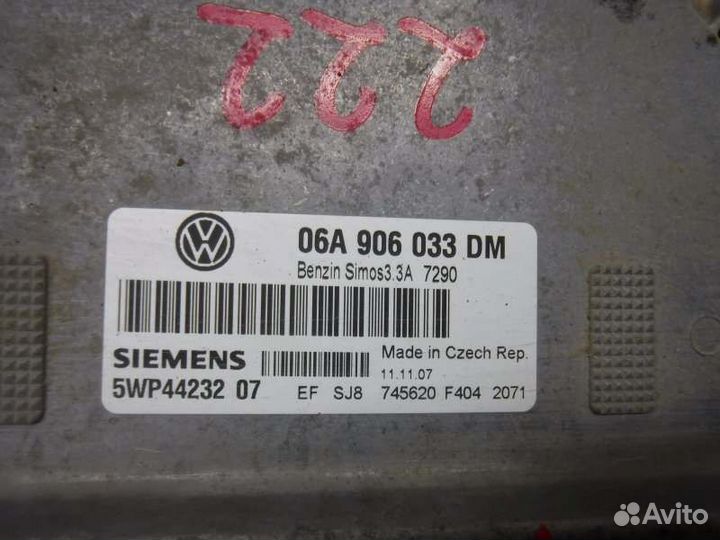 222
VW
06A 906 033 DM
Benzin Simos3.3A 7290
SIEMENS
Made in Czech Rep.
11.11.07
5WP44232 07
EF SJ8 745620 F404 2071
Avito